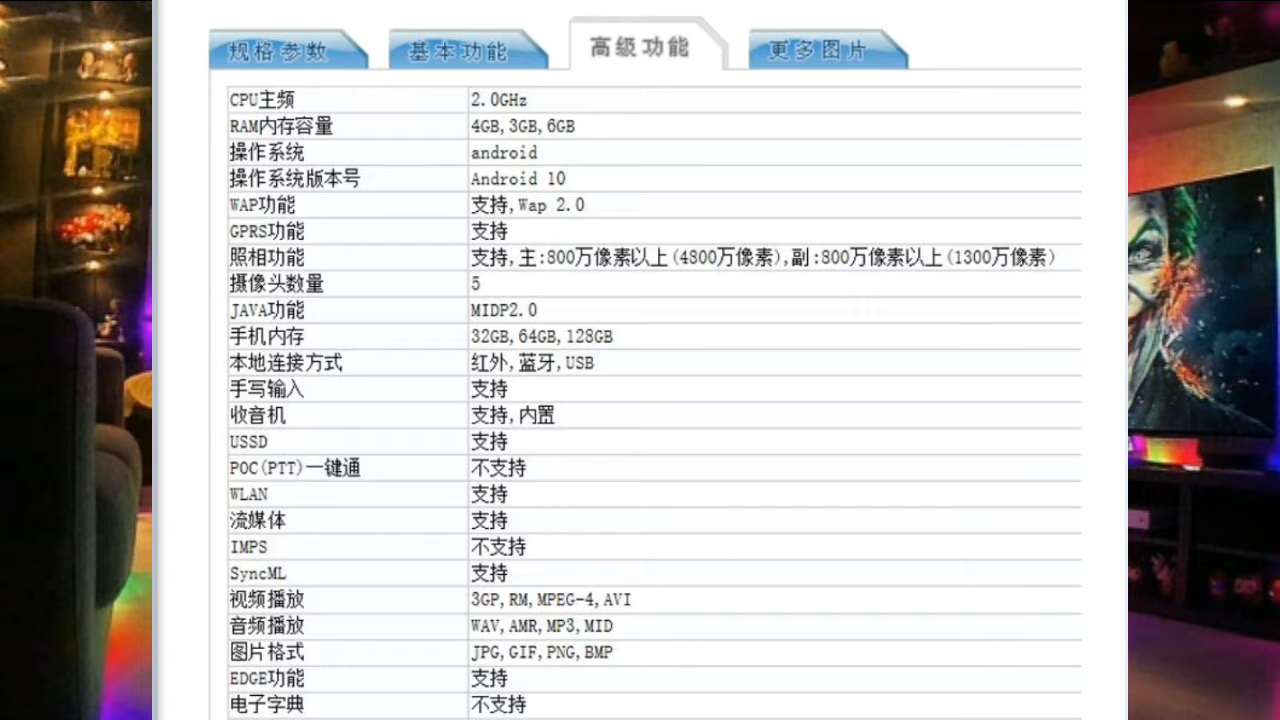 规格参数 基本功能 高级功能 更多图片
CPU主频 2.0GHz
RAM内存容量 4GB,3GB,6GB
操作系统 android
操作系统版本号 Android 10
WAP功能 支持,Wap 2.0
GPRS功能 支持
照相功能 支持,主:800万像素以上(4800万像素),副:800万像素以上(1300万像素)
摄像头数量 5
JAVA功能 MIDP2.0
手机内存 32GB,64GB,128GB
本地连接方式 红外,蓝牙,USB
手写输入 支持
收音机 支持,内置
USSD 支持
POC(PTT)一键通 不支持
WLAN 支持
流媒体 支持
IMPS 不支持
SyncML 支持
视频播放 3GP,RM,MPEG-4,AVI
音频播放 WAV,AMR,MP3,MID
图片格式 JPG,GIF,PNG,BMP
EDGE功能 支持
电子字典 不支持